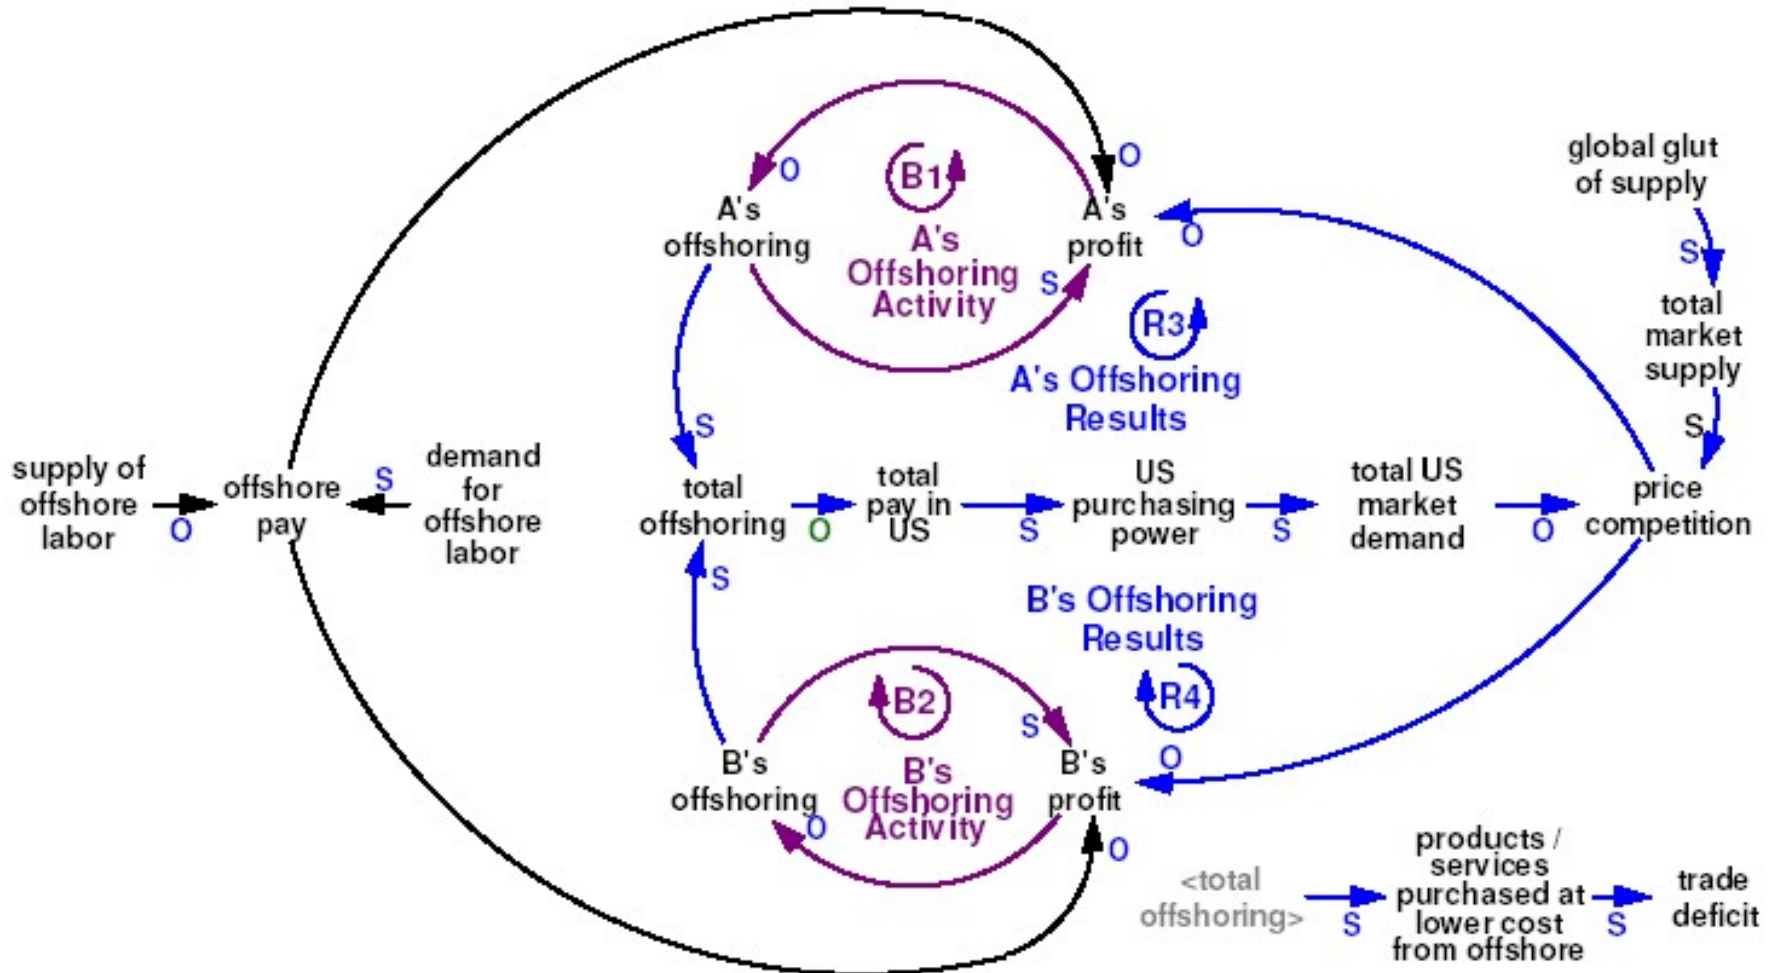 O
O
B1
A's
offshoring
A's
profit
A's
Offshoring
Activity
S
O
global glut
of supply
S
total
market
supply
S
R3
A's Offshoring
Results
S
supply of
offshore
labor
O
offshore
pay
S
demand
for
offshore
labor
total
offshoring
O
total
pay in
US
S
US
purchasing
power
S
total US
market
demand
O
price
competition
S
B's Offshoring
Results
R4
O
B2
S
B's
offshoring
O
B's
Offshoring
Activity
B's
profit
O
<total
offshoring>
S
products /
services
purchased at
lower cost
from offshore
S
trade
deficit